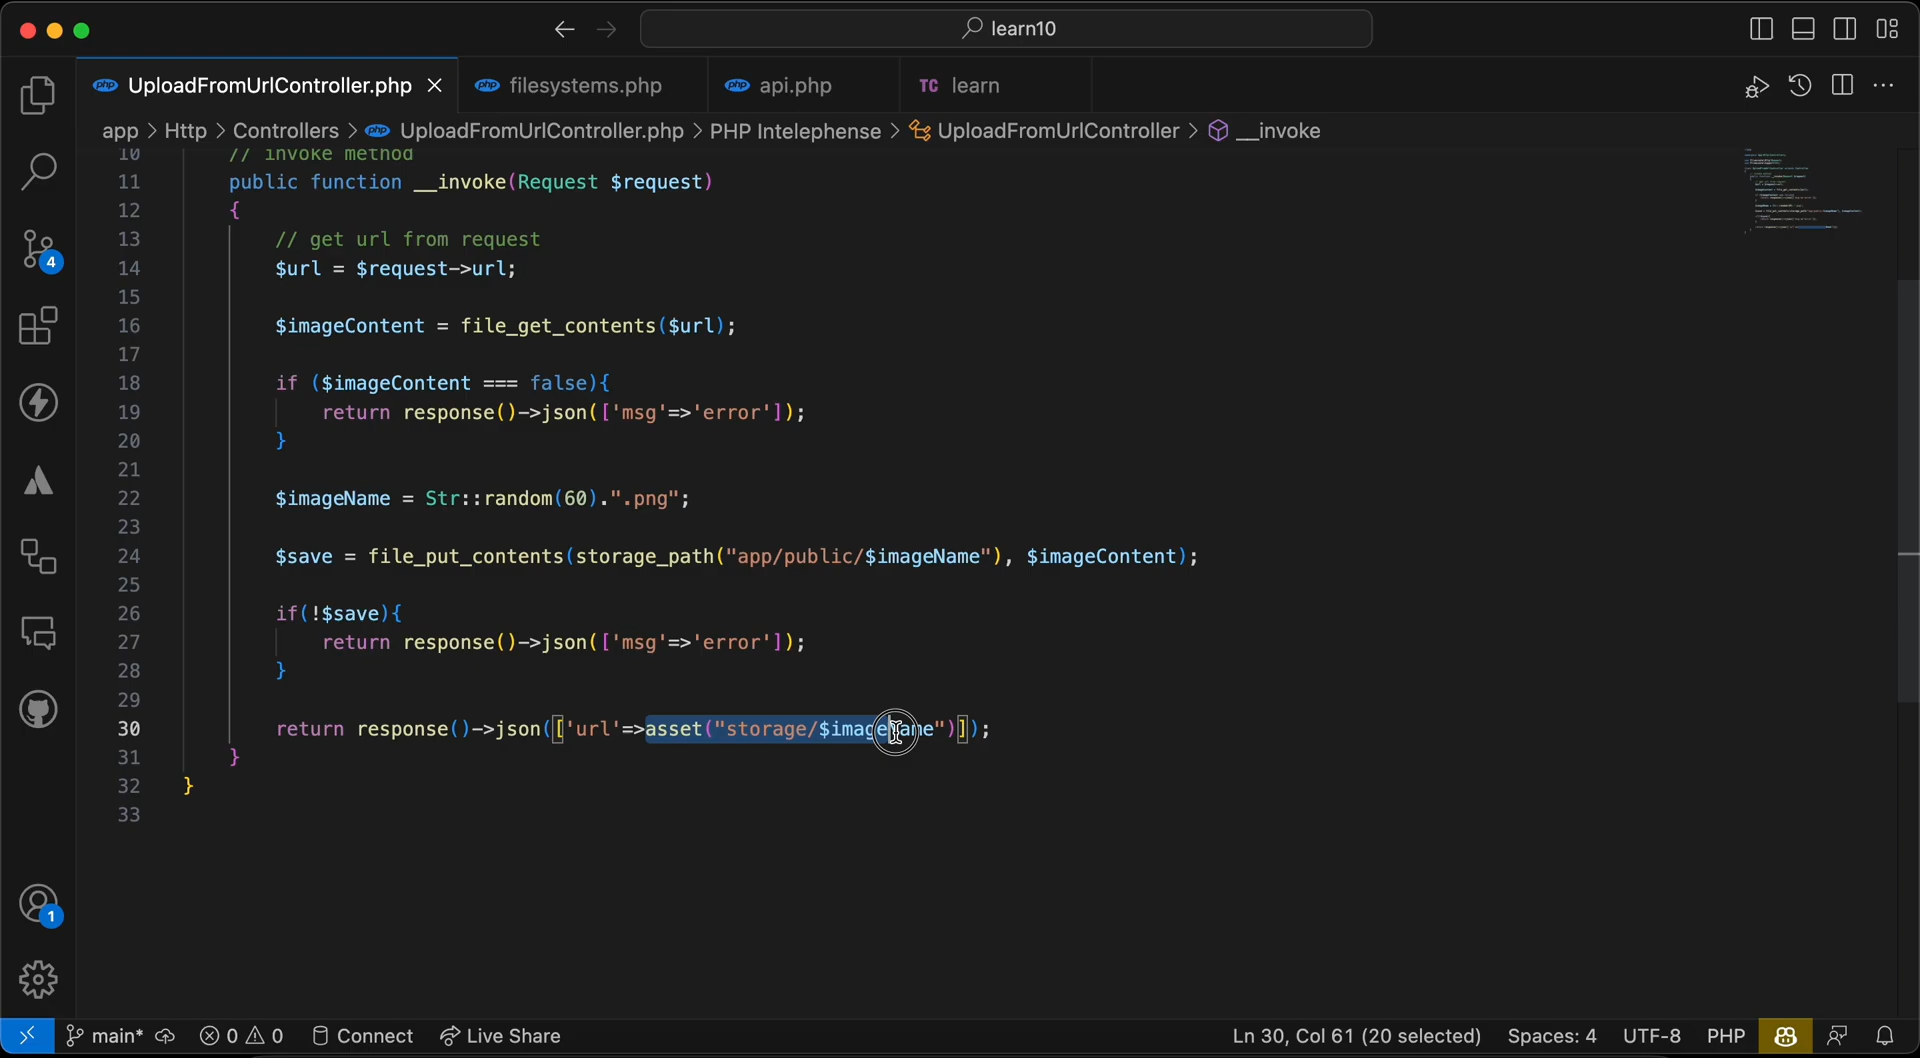 learn10
UploadFromUrlController.php
filesystems.php
api.php
TC learn
app > Http > Controllers > UploadFromUrlController.php > PHP Intelephense > UploadFromUrlController > __invoke
10 // invoke method
11 public function __invoke(Request $request)
12 {
13 // get url from request
14 $url = $request->url;
15
16 $imageContent = file_get_contents($url);
17
18 if ($imageContent === false){
19 return response()->json(['msg'=>'error']);
20 }
21
22 $imageName = Str::random(60).".png";
23
24 $save = file_put_contents(storage_path("app/public/$imageName"), $imageContent);
25
26 if(!$save){
27 return response()->json(['msg'=>'error']);
28 }
29
30 return response()->json(['url'=>asset("storage/$imageName")]);
31 }
32 }
33
4
1
main* 0 0 Connect Live Share Ln 30, Col 61 (20 selected) Spaces: 4 UTF-8 PHP